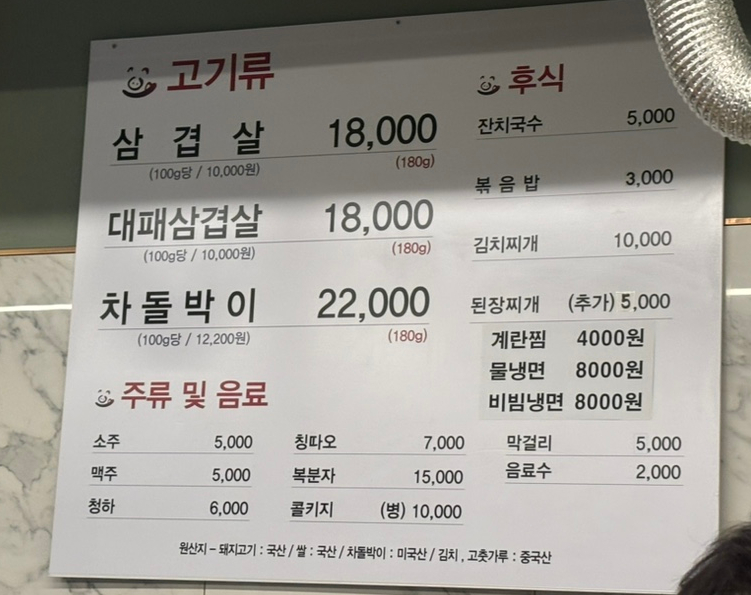 고기류
삼겹살 18,000
(100g당 / 10,000원) (180g)
대패삼겹살 18,000
(100g당 / 10,000원) (180g)
차돌박이 22,000
(100g당 / 12,200원) (180g)
후식
잔치국수 5,000
볶음밥 3,000
김치찌개 10,000
된장찌개 (추가) 5,000
계란찜 4000원
물냉면 8000원
비빔냉면 8000원
주류 및 음료
소주 5,000
맥주 5,000
청하 6,000
칭따오 7,000
복분자 15,000
콜키지 (병) 10,000
막걸리 5,000
음료수 2,000
원산지 – 돼지고기 : 국산 / 쌀 : 국산 / 차돌박이 : 미국산 / 김치 , 고춧가루 : 중국산